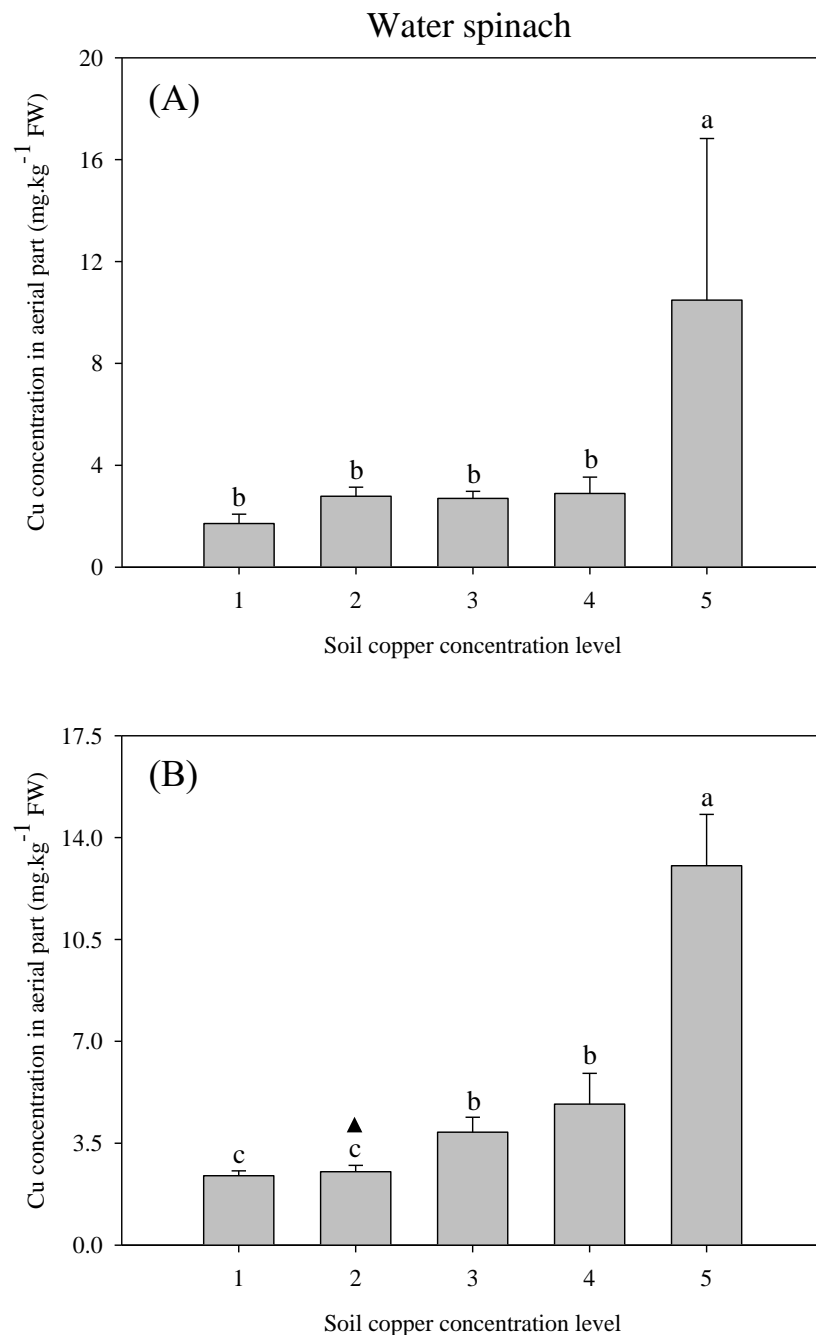 Water spinach
(A)
Cu concentration in aerial part (mg.kg-1 FW)
20
16
12
8
4
0
a
b
b
b
b
1 2 3 4 5
Soil copper concentration level
(B)
Cu concentration in aerial part (mg.kg-1 FW)
17.5
14.0
10.5
7.0
3.5
0.0
a
b
b
▲
c
c
1 2 3 4 5
Soil copper concentration level